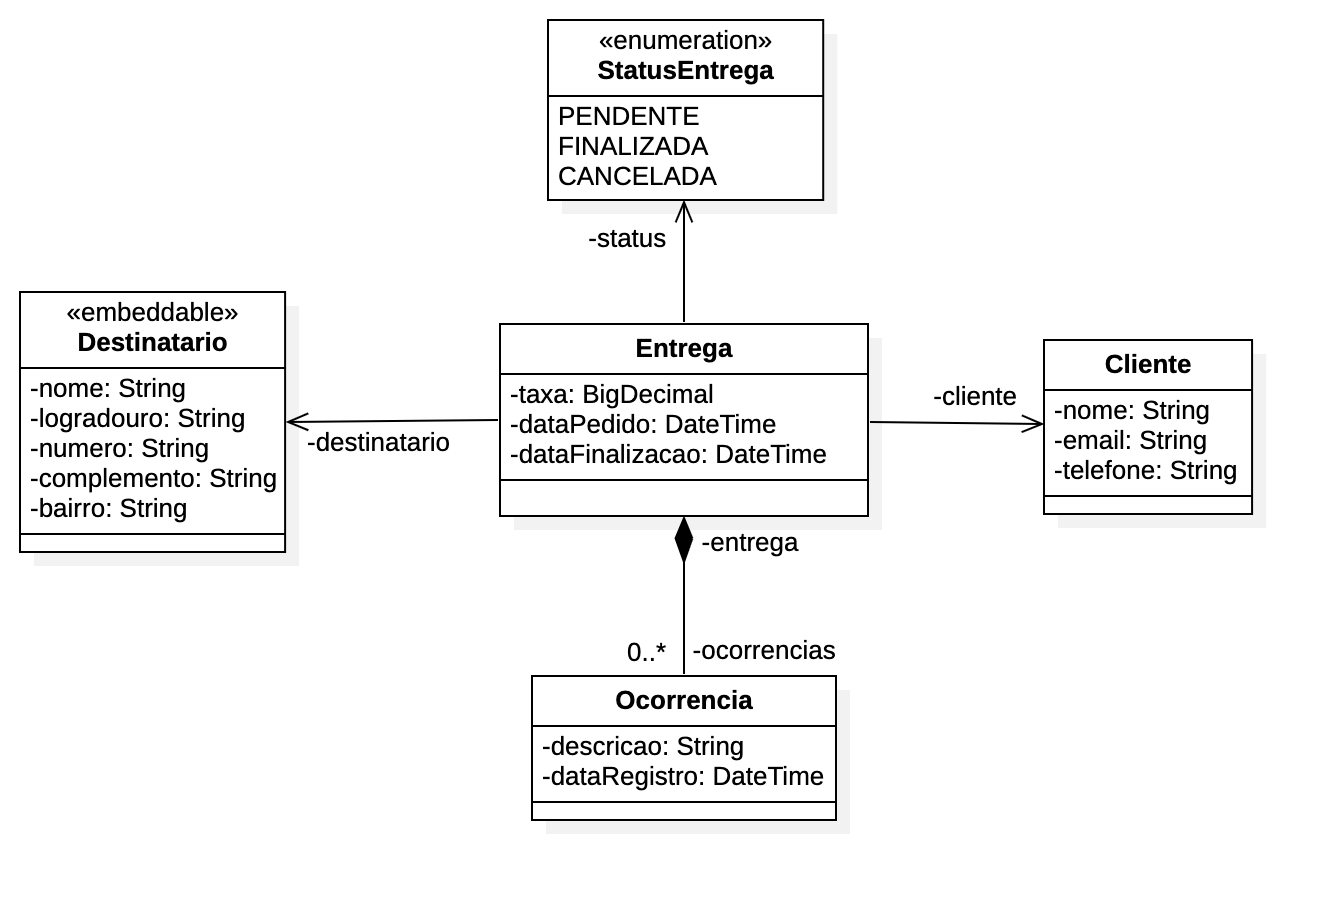 «enumeration»
StatusEntrega
PENDENTE
FINALIZADA
CANCELADA
-status
«embeddable»
Destinatario
-nome: String
-logradouro: String
-numero: String
-complemento: String
-bairro: String
-destinatario
Entrega
-taxa: BigDecimal
-dataPedido: DateTime
-dataFinalizacao: DateTime
-cliente
Cliente
-nome: String
-email: String
-telefone: String
-entrega
0..*
-ocorrencias
Ocorrencia
-descricao: String
-dataRegistro: DateTime